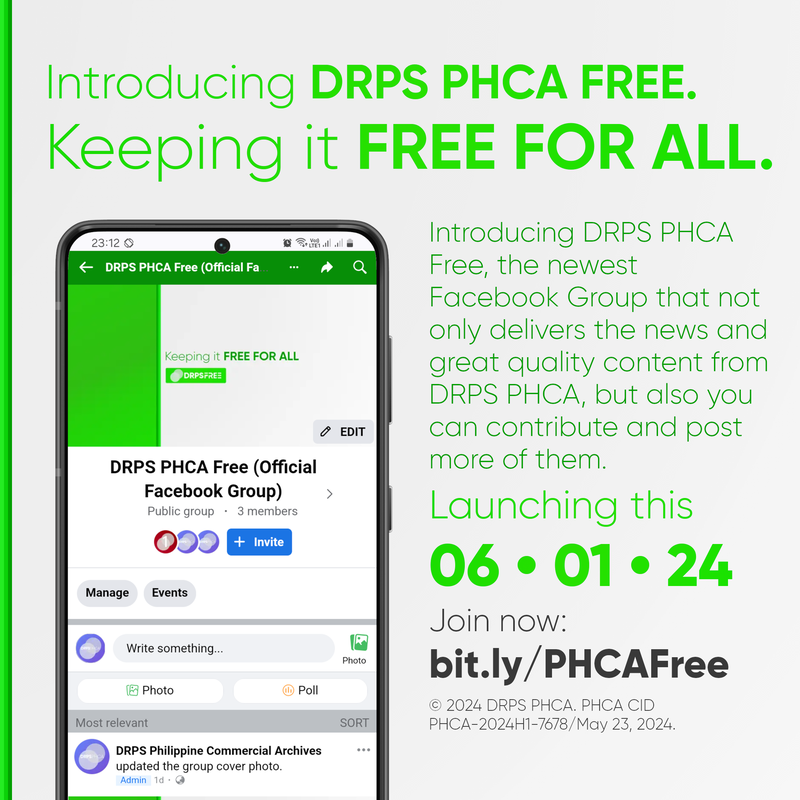 Introducing DRPS PHCA FREE.
Keeping it FREE FOR ALL.
23:12
DRPS PHCA Free (Official Fa
Keeping it FREE FOR ALL
DRPSFREE
EDIT
DRPS PHCA Free (Official
Facebook Group)
Public group · 3 members
+ Invite
Manage
Events
Write something...
Photo
Photo
Poll
Most relevant
SORT
DRPS Philippine Commercial Archives
updated the group cover photo.
Admin 1d ·
Introducing DRPS PHCA
Free, the newest
Facebook Group that not
only delivers the news and
great quality content from
DRPS PHCA, but also you
can contribute and post
more of them.
Launching this
06 • 01 • 24
Join now:
bit.ly/PHCAFree
© 2024 DRPS PHCA. PHCA CID
PHCA-2024H1-7678/May 23, 2024.